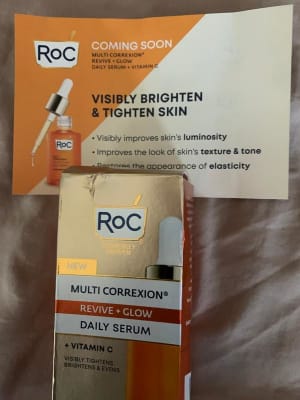 RoC
COMING SOON
MULTI CORREXION®
REVIVE + GLOW
DAILY SERUM + VITAMIN C
VISIBLY BRIGHTEN
& TIGHTEN SKIN
• Visibly improves skin's luminosity
• Improves the look of skin's texture & tone
• Restores the appearance of elasticity
RoC
NEW
MULTI CORREXION®
REVIVE + GLOW
DAILY SERUM
+ VITAMIN C
VISIBLY TIGHTENS
BRIGHTENS & EVENS